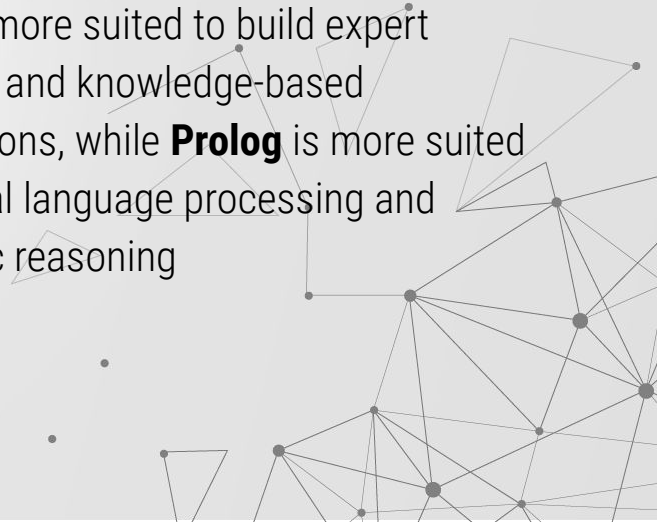 more suited to build expert
and knowledge-based
ons, while Prolog is more suited
al language processing and
c reasoning